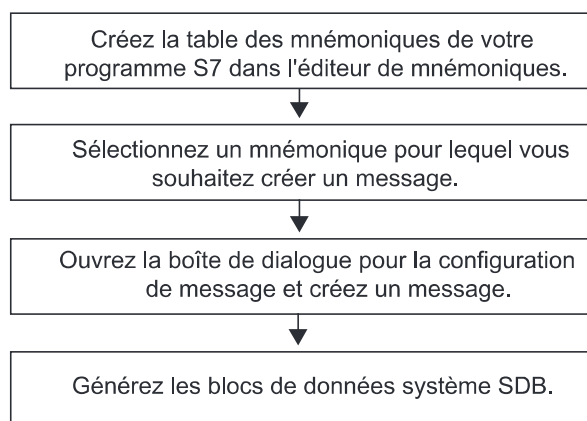 Créez la table des mnémoniques de votre
programme S7 dans l'éditeur de mnémoniques.
Sélectionnez un mnémonique pour lequel vous
souhaitez créer un message.
Ouvrez la boîte de dialogue pour la configuration
de message et créez un message.
Générez les blocs de données système SDB.